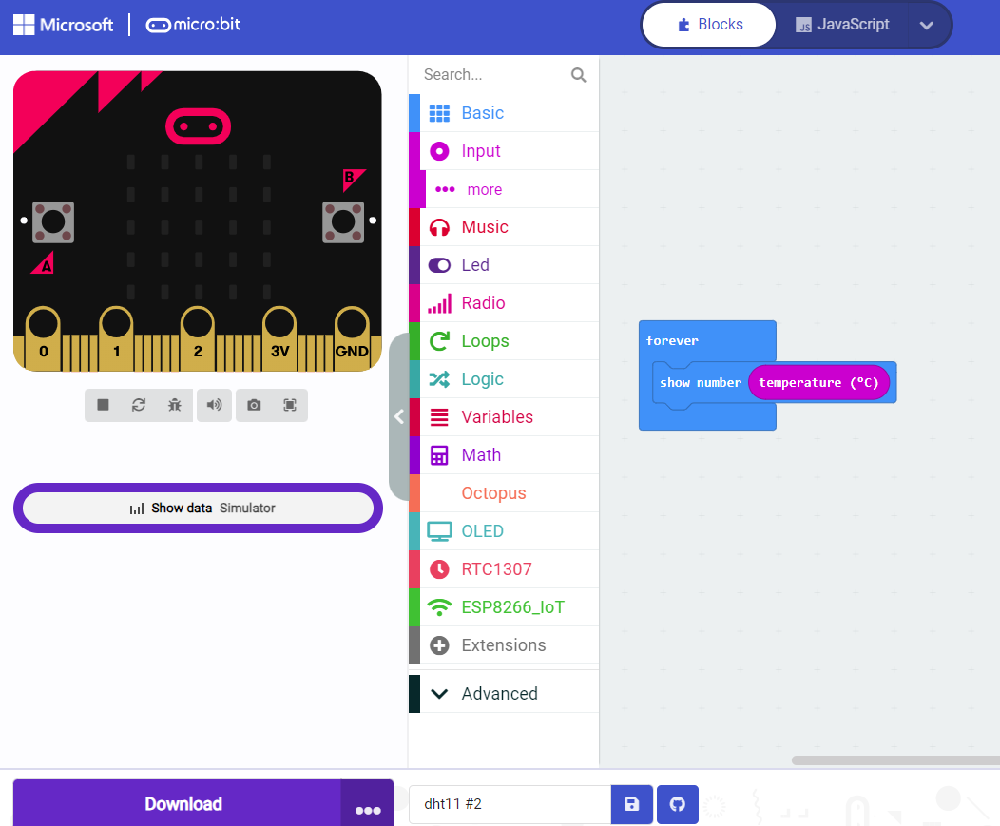 Microsoft micro:bit
Blocks
JavaScript
Search...
Basic
Input
more
Music
Led
Radio
Loops
Logic
Variables
Math
Octopus
OLED
RTC1307
ESP8266_IoT
Extensions
Advanced
B
A
0 1 2 3V GND
Show data Simulator
forever
show number temperature (°C)
Download
dht11 #2